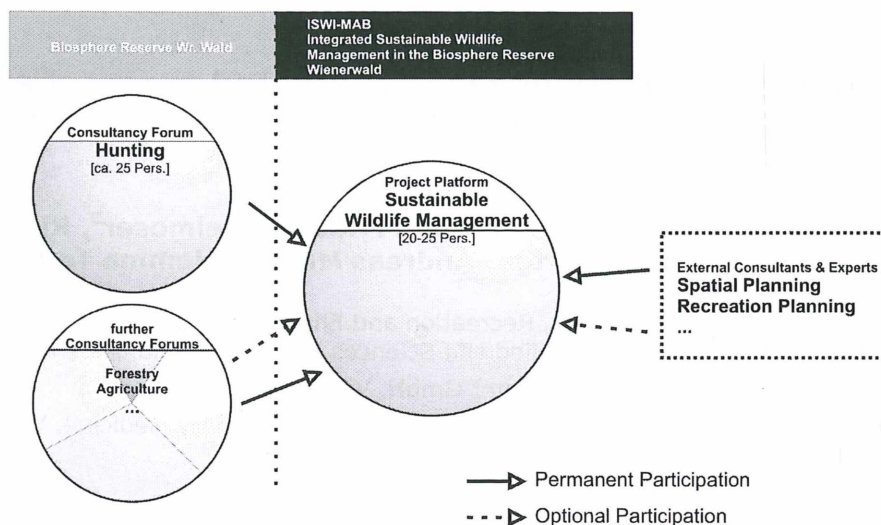 Biosphere Reserve Wr. Wald
ISWI-MAB
Integrated Sustainable Wildlife
Management in the Biosphere Reserve
Wienerwald
Consultancy Forum
Hunting
[ca. 25 Pers.]
Project Platform
Sustainable
Wildlife Management
[20-25 Pers.]
External Consultants & Experts
Spatial Planning
Recreation Planning
...
further
Consultancy Forums
Forestry
Agriculture
...
Permanent Participation
Optional Participation